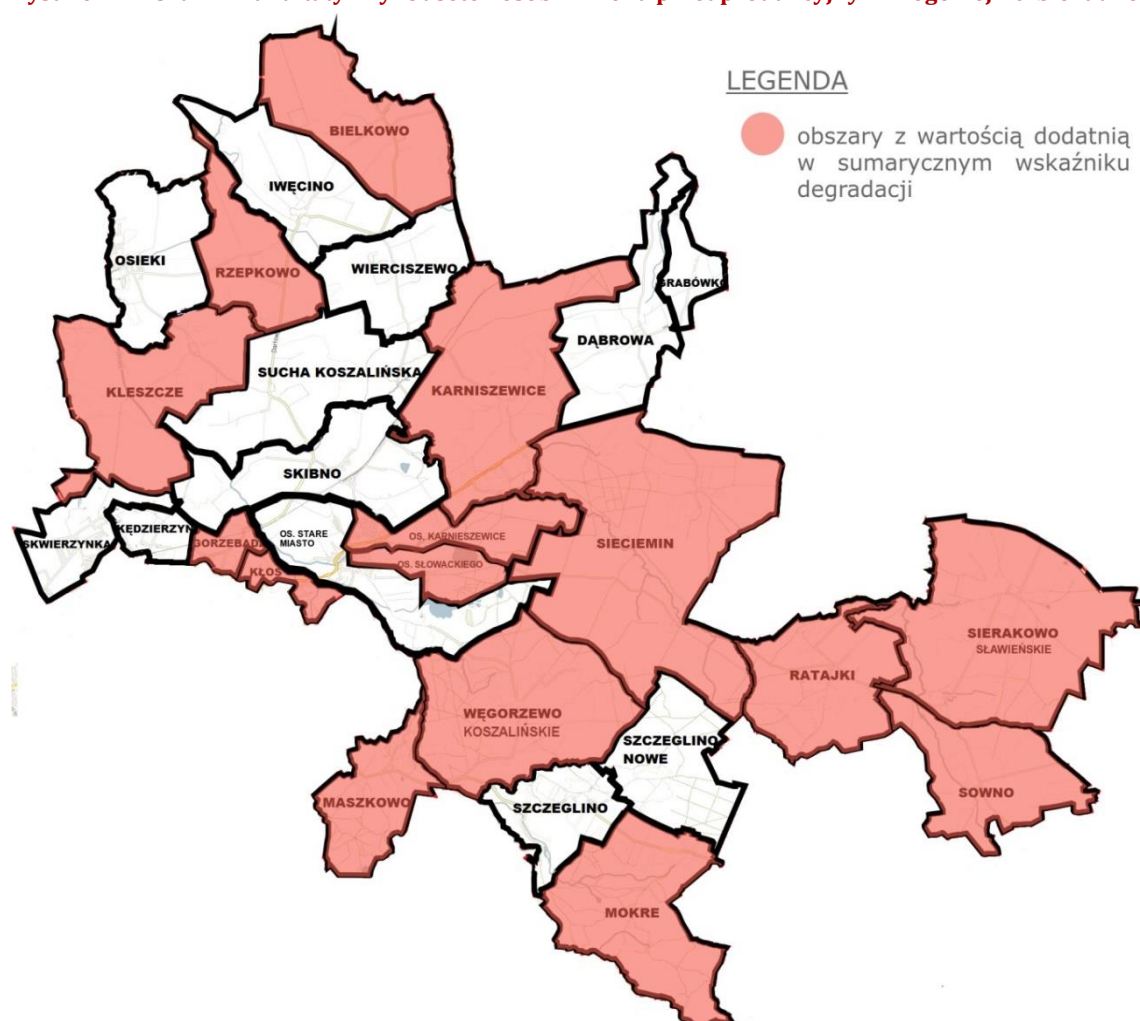 LEGENDA
obszary z wartością dodatnią
w sumarycznym wskaźniku
degradacji
BIELKOWO
IWĘCINO
OSIEKI
RZEPKOWO
WIERCISZEWO
GRABÓWKO
DĄBROWA
SUCHA KOSZALIŃSKA
KLESZCZE
KARNISZEWICE
SKIBNO
SKWIERZYNKA
KĘDZIERZYN
GORZEBĄDZ
OS. STARE
MIASTO
OS. KARNIESZEWICE
OS. SŁOWACKIEGO
KŁOS
SIECIEMIN
SIERAKOWO
SŁAWIEŃSKIE
RATAJKI
WĘGORZEWO
KOSZALIŃSKIE
SZCZEGLINO
NOWE
SOWNO
MASZKOWO
SZCZEGLINO
MOKRE